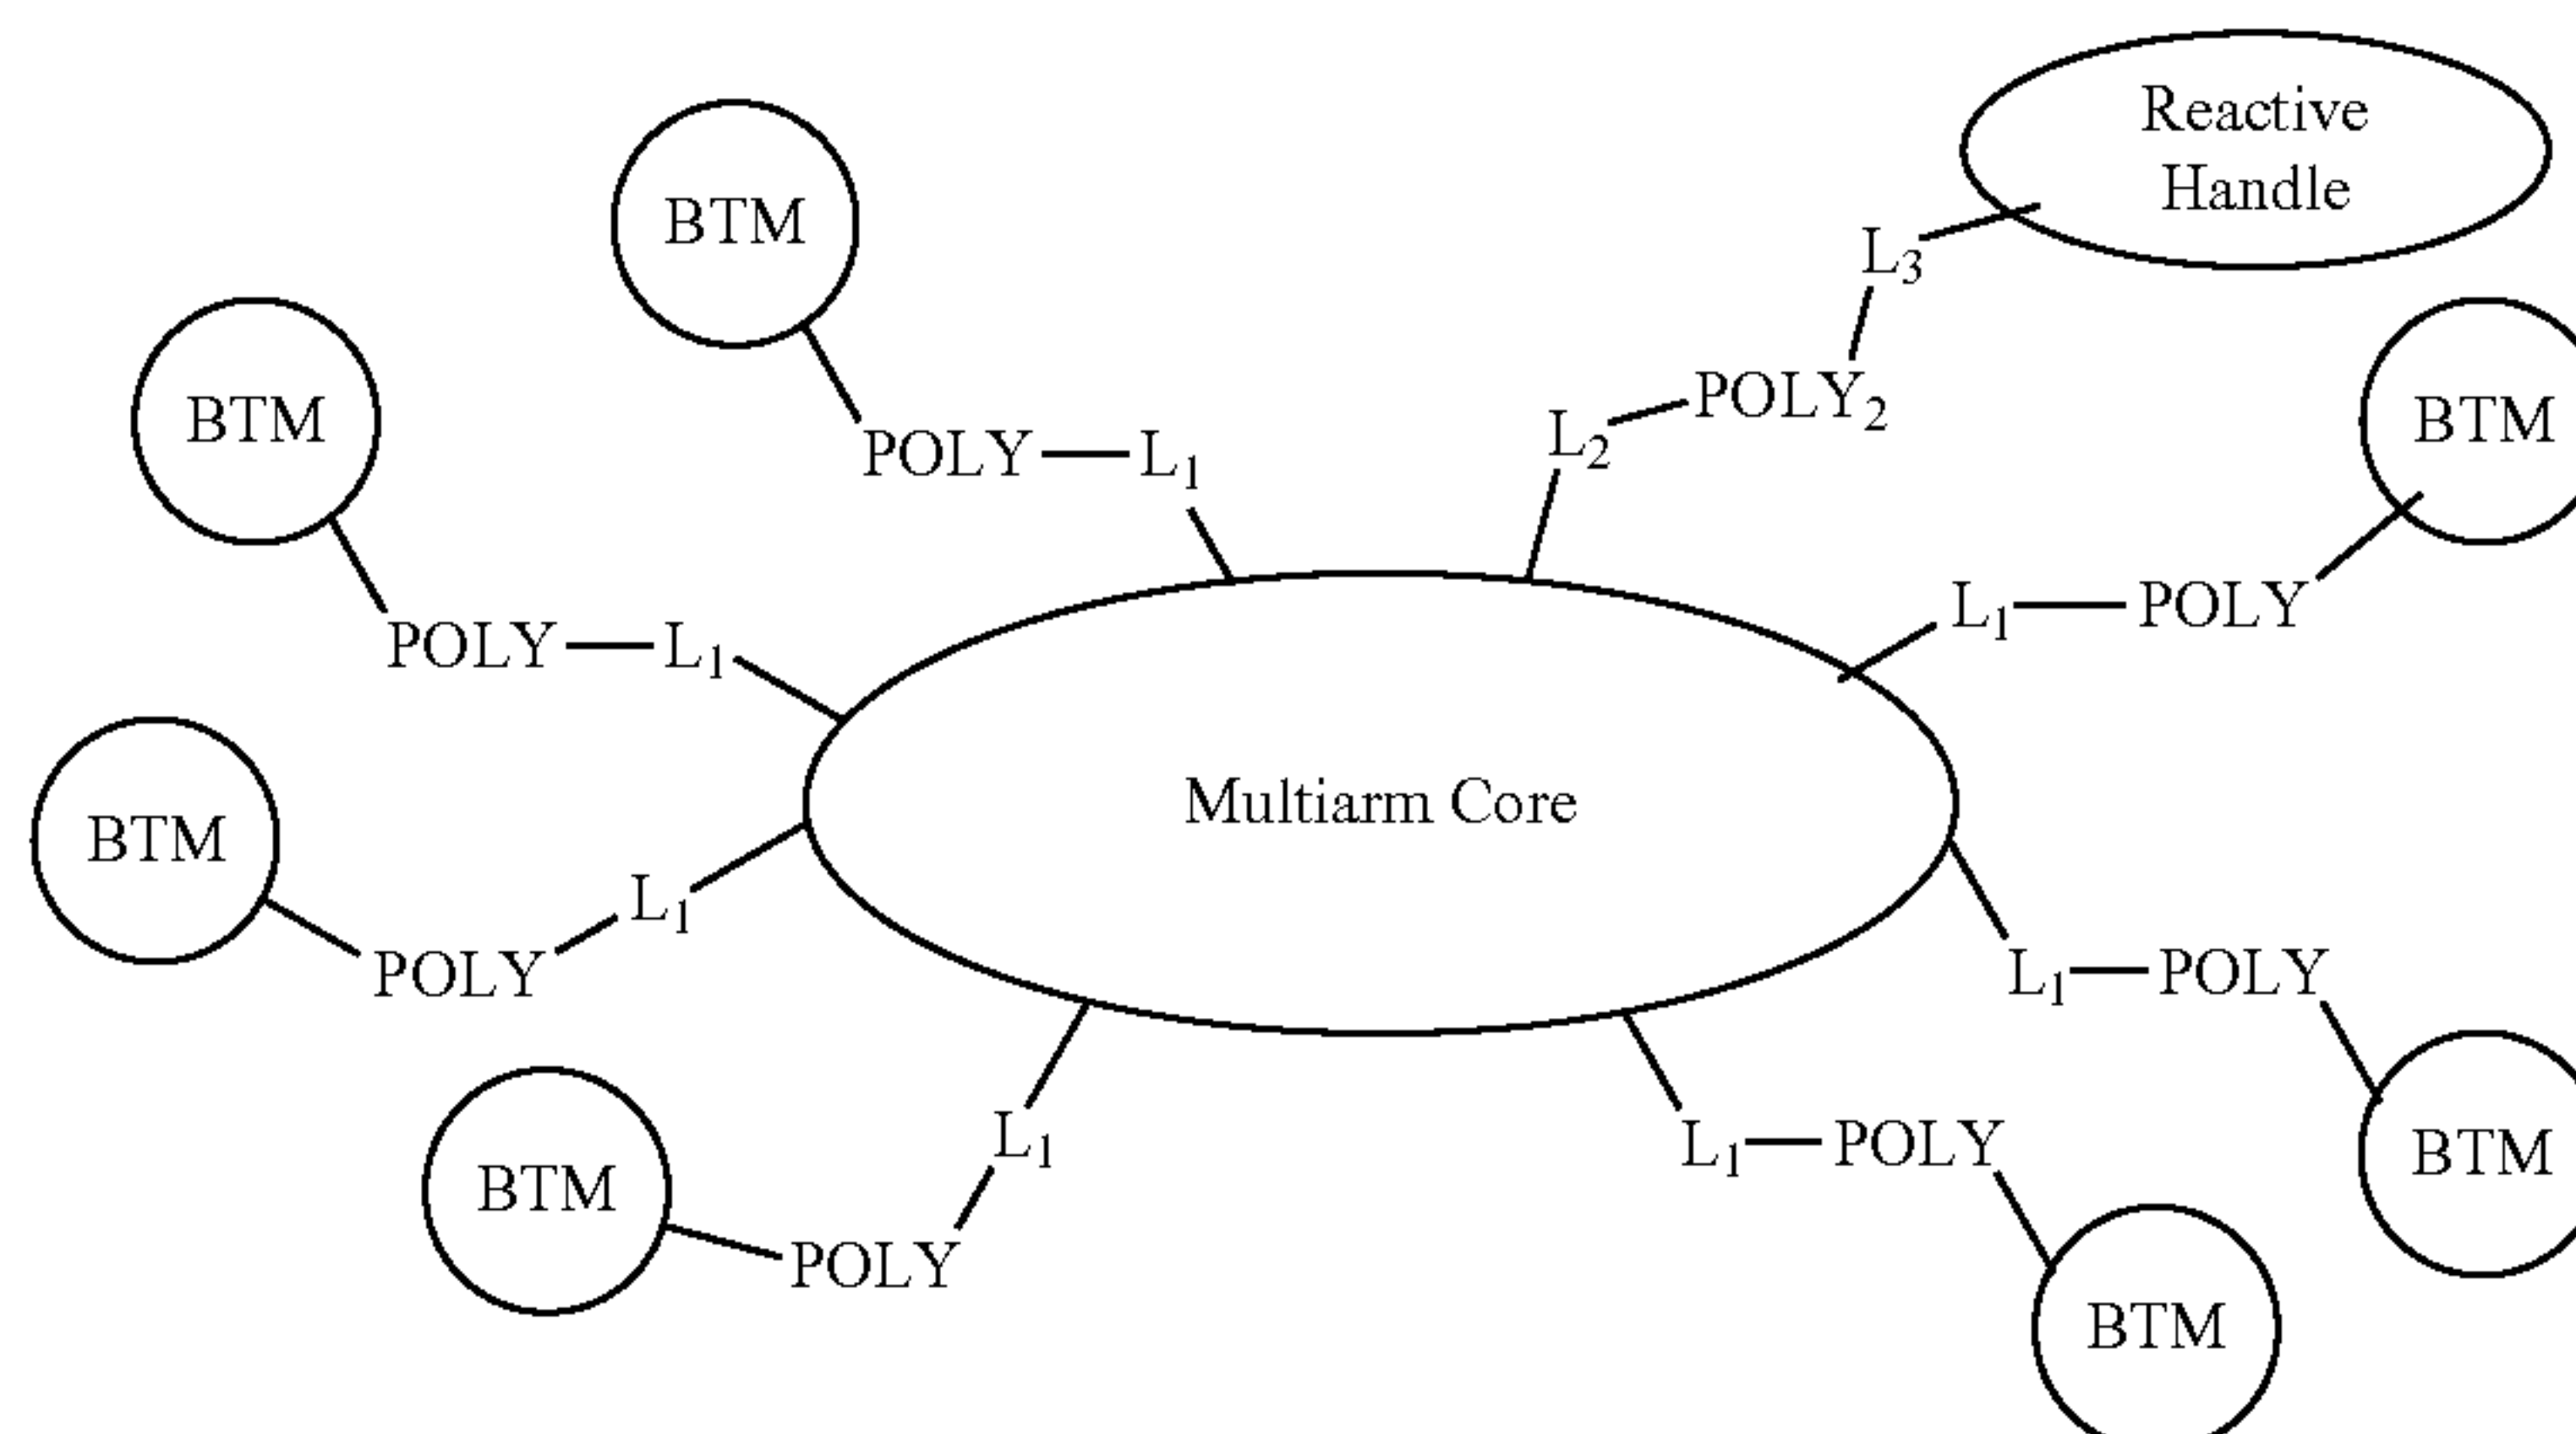 Reactive
Handle
BTM
L₃
BTM
POLY₂
BTM
L₂
POLY—L₁
L₁—POLY
POLY—L₁
Multiarm Core
BTM
L₁
POLY
L₁—POLY
L₁
L₁—POLY
BTM
BTM
POLY
BTM